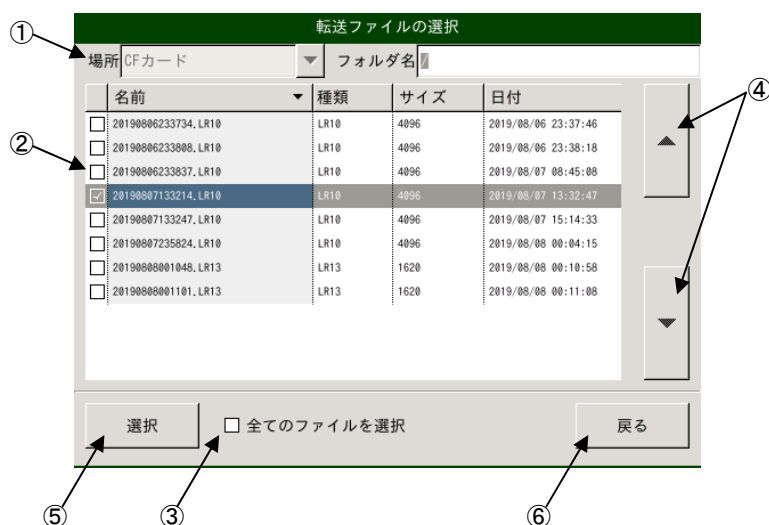 転送ファイルの選択
①
場所 CFカード ▼ フォルダ名 /
④
名前 ▼ 種類 サイズ 日付
20190806233734.LR10 LR10 4096 2019/08/06 23:37:46
②
20190806233808.LR10 LR10 4096 2019/08/06 23:38:18
20190806233837.LR10 LR10 4096 2019/08/07 08:45:08
20190807133214.LR10 LR10 4096 2019/08/07 13:32:47
20190807133247.LR10 LR10 4096 2019/08/07 15:14:33
20190807235824.LR10 LR10 4096 2019/08/08 00:04:15
20190808001048.LR13 LR13 1620 2019/08/08 00:10:58
20190808001101.LR13 LR13 1620 2019/08/08 00:11:08
選択 全てのファイルを選択 戻る
⑤ ③ ⑥